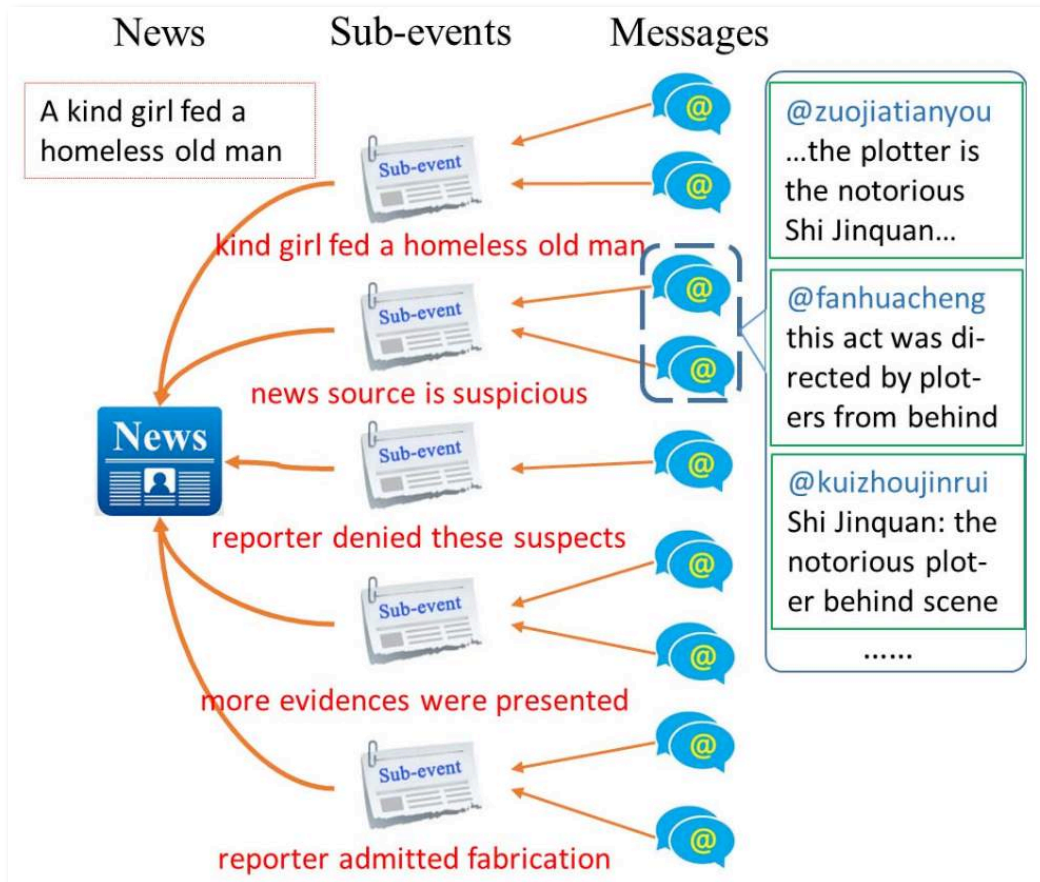 News
Sub-events
Messages
A kind girl fed a
homeless old man
Sub-event
kind girl fed a homeless old man
Sub-event
news source is suspicious
Sub-event
reporter denied these suspects
Sub-event
more evidences were presented
Sub-event
reporter admitted fabrication
News
@
@
@
@
@
@
@
@
@
@zuojiatianyou
...the plotter is
the notorious
Shi Jinquan...
@fanhuacheng
this act was di-
rected by plot-
ers from behind
@kuizhoujinrui
Shi Jinquan: the
notorious plot-
er behind scene
......